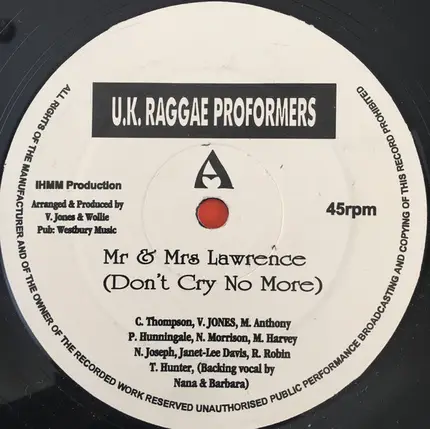 U.K. RAGGAE PROFORMERS
A
IHMM Production
Arranged & Produced by
V. Jones & Wollie
Pub: Westbury Music
45rpm
Mr & Mrs Lawrence
(Don't Cry No More)
C. Thompson, V. JONES, M. Anthony
P. Hunningale, N. Morrison, M. Harvey
N. Joseph, Janet-Lee Davis, R. Robin
T. Hunter, (Backing vocal by
Nana & Barbara)
ALL RIGHTS OF THE MANUFACTURER AND OF THE OWNER OF THE RECORDED WORK RESERVED UNAUTHORISED PUBLIC PERFORMANCE BROADCASTING AND COPYING OF THIS RECORD PROHIBITED